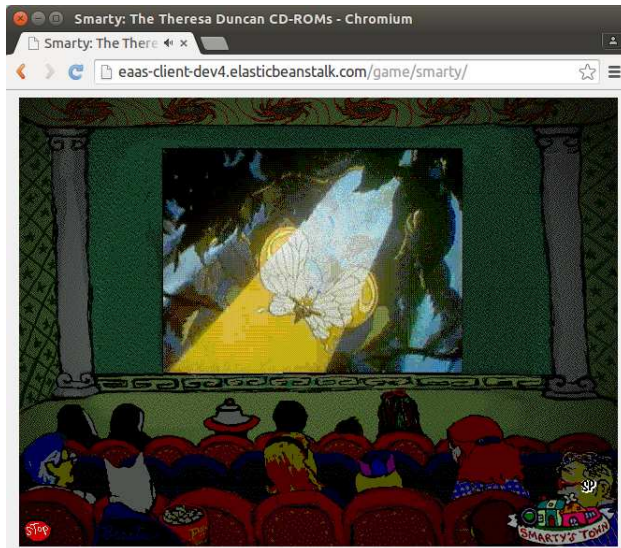 Smarty: The Theresa Duncan CD-ROMs - Chromium
Smarty: The There
eaas-client-dev4.elasticbeanstalk.com/game/smarty/
STOP
SMARTY'S TOWN